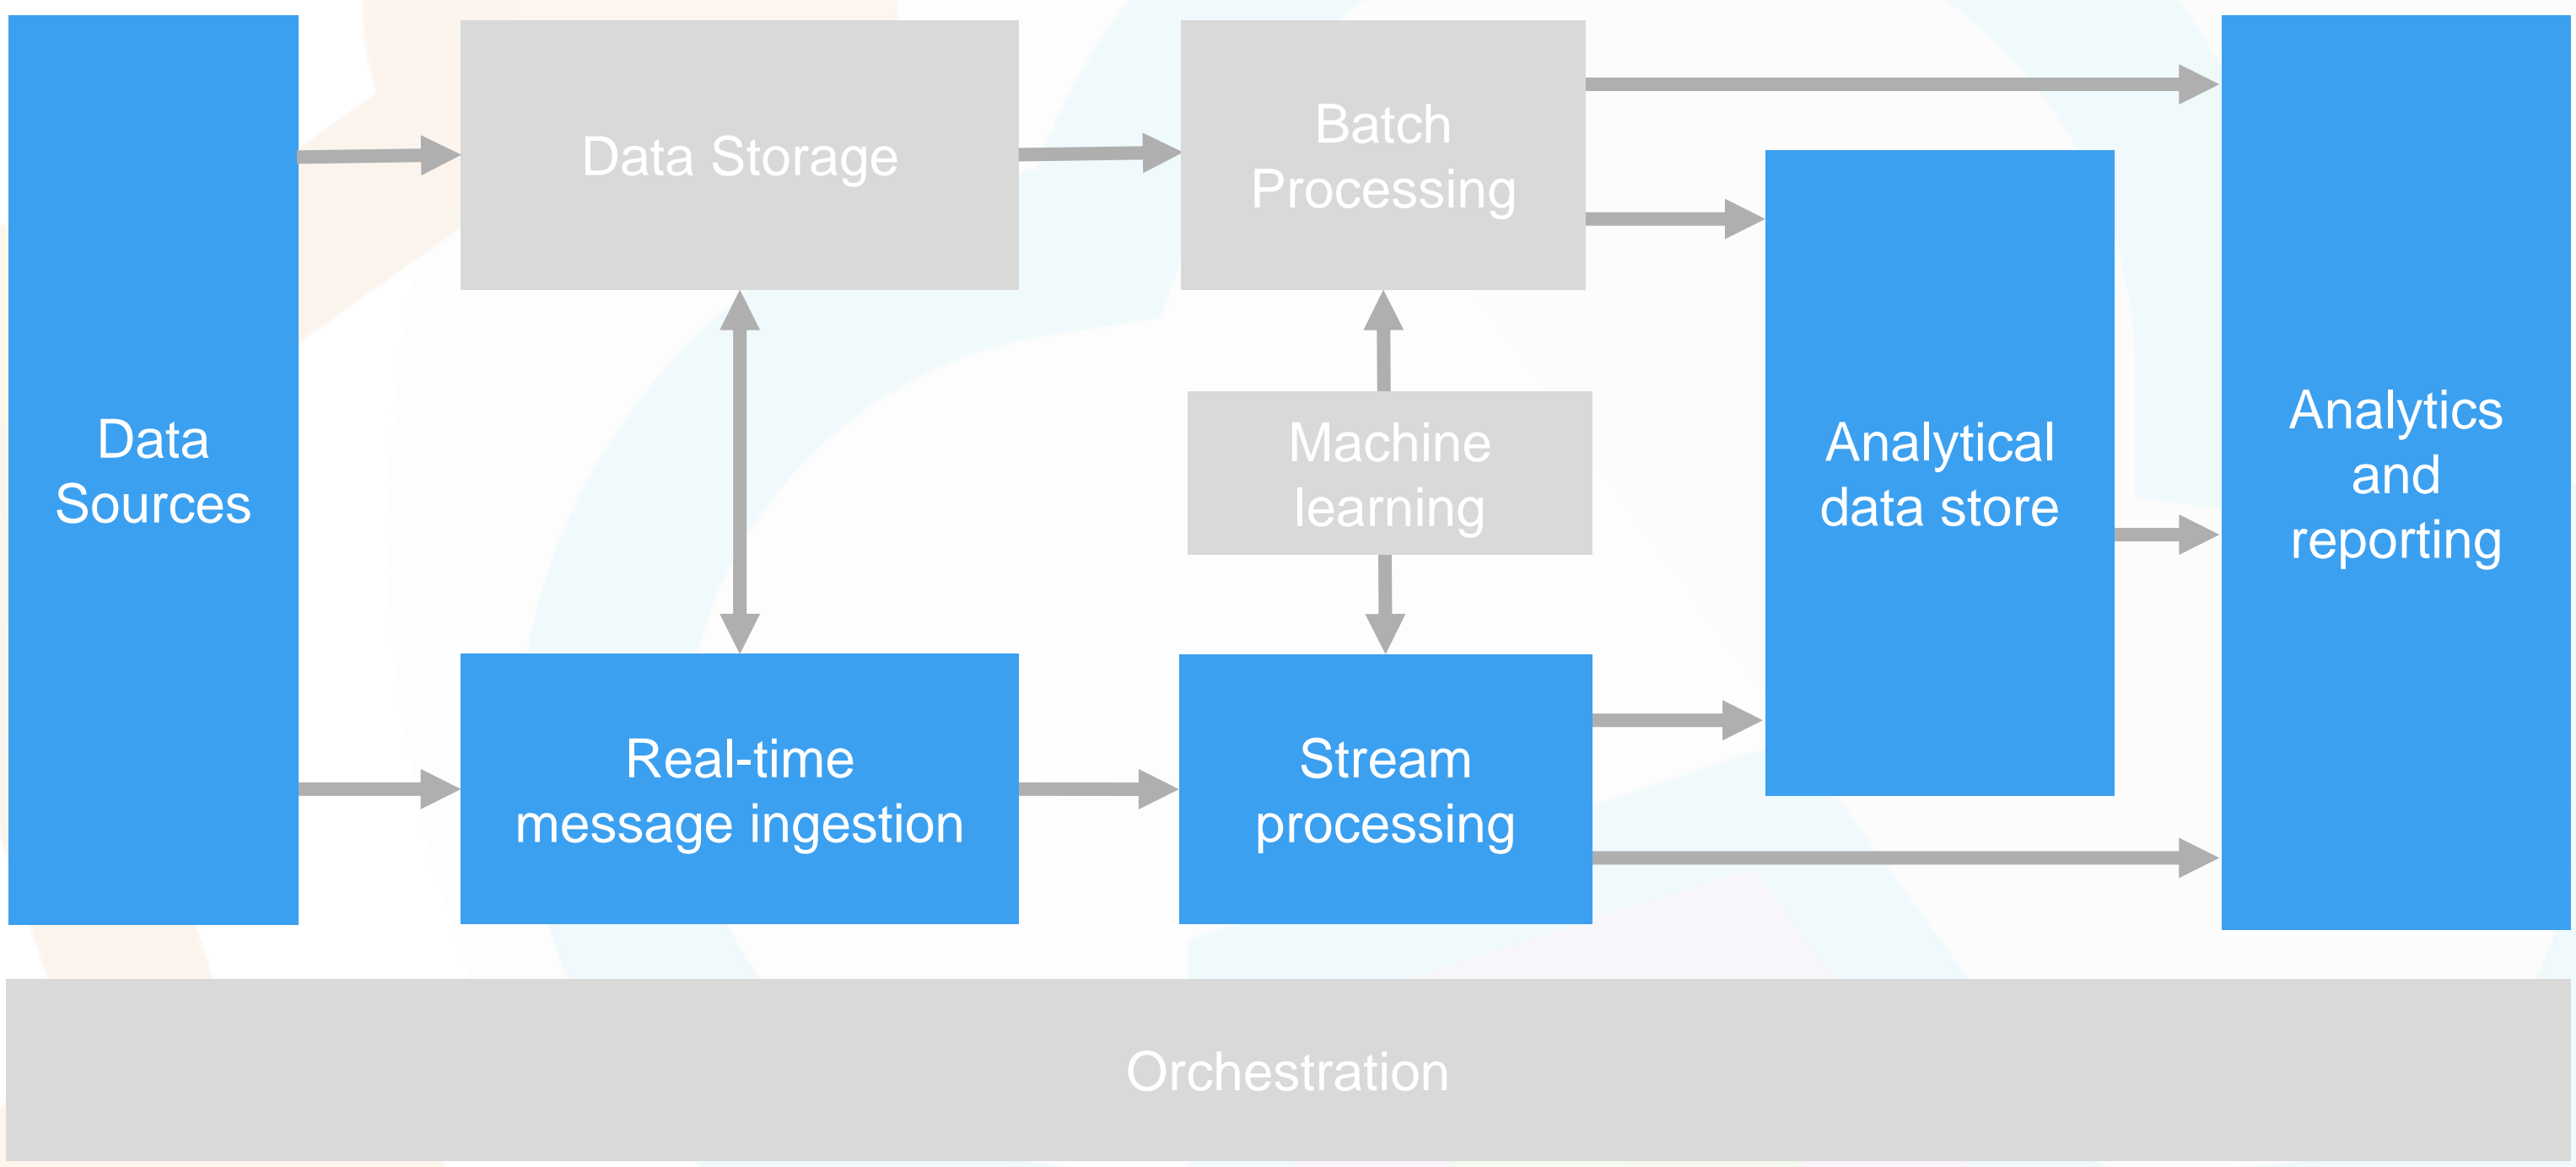 Data
Sources
Data Storage
Batch
Processing
Machine
learning
Real-time
message ingestion
Stream
processing
Analytical
data store
Analytics
and
reporting
Orchestration